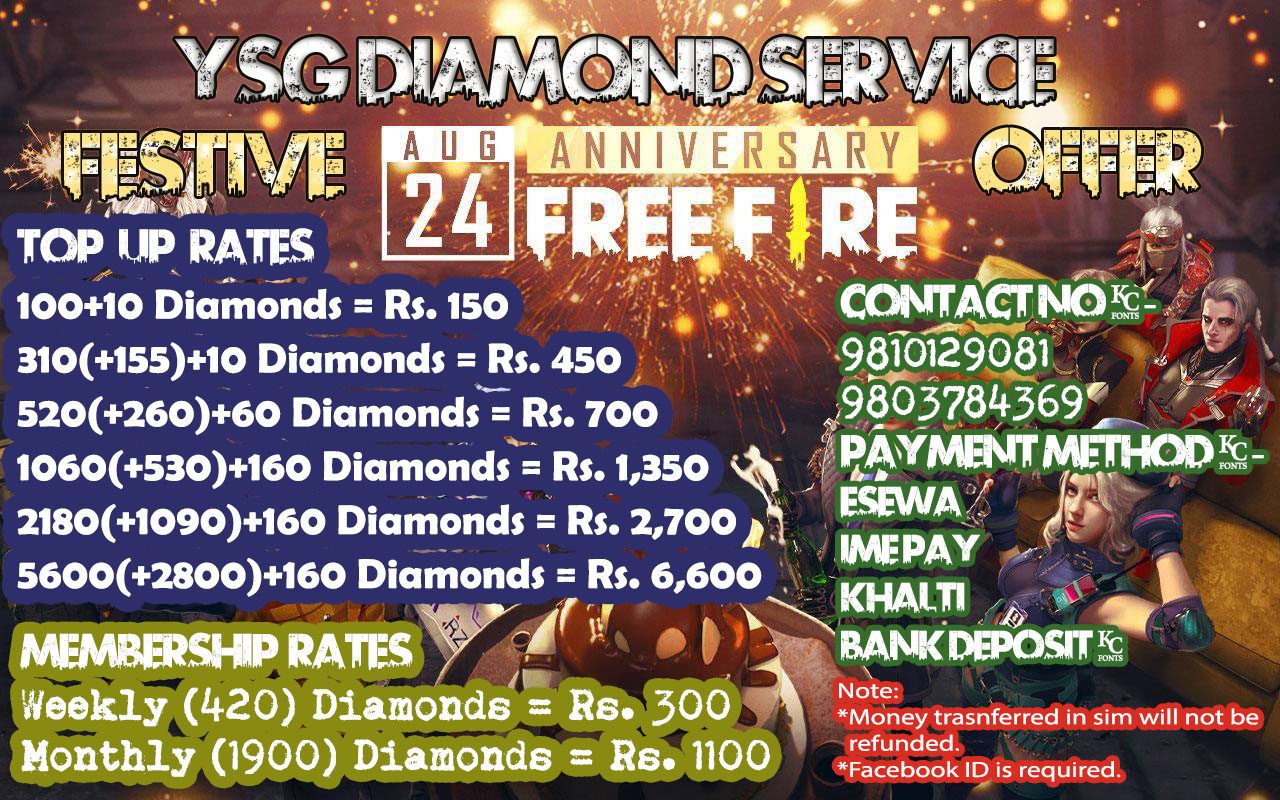 YSG DIAMOND SERVICE
FESTIVE
AUG
24
ANNIVERSARY
FREE FIRE
OFFER
TOP UP RATES
100+10 Diamonds = Rs. 150
310(+155)+10 Diamonds = Rs. 450
520(+260)+60 Diamonds = Rs. 700
1060(+530)+160 Diamonds = Rs. 1,350
2180(+1090)+160 Diamonds = Rs. 2,700
5600(+2800)+160 Diamonds = Rs. 6,600
MEMBERSHIP RATES
Weekly (420) Diamonds = Rs. 300
Monthly (1900) Diamonds = Rs. 1100
CONTACT NO KC FONTS -
9810129081
9803784369
PAYMENT METHOD KC FONTS -
ESEWA
IME PAY
KHALTI
BANK DEPOSIT KC FONTS
Note:
*Money trasnferred in sim will not be
refunded.
*Facebook ID is required.